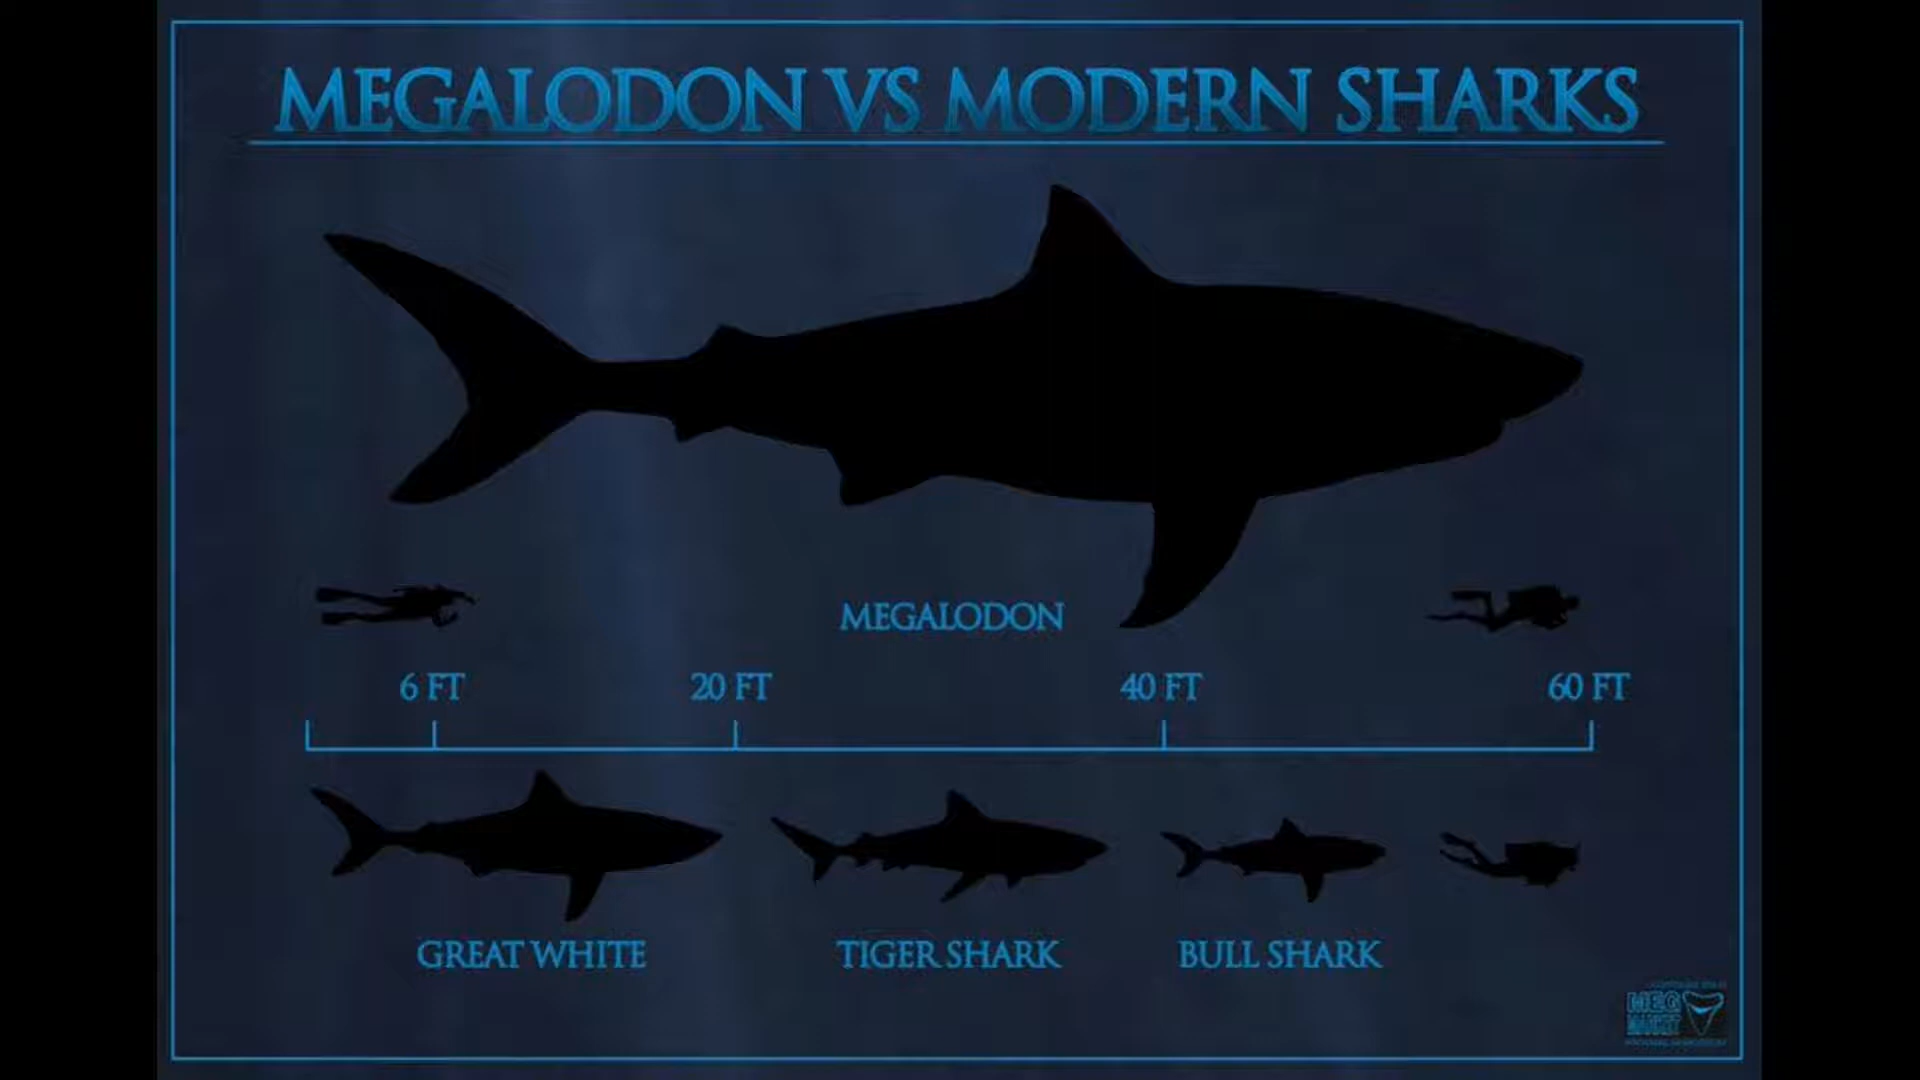 MEGALODON VS MODERN SHARKS
MEGALODON
6 FT
20 FT
40 FT
60 FT
GREAT WHITE
TIGER SHARK
BULL SHARK
MEG